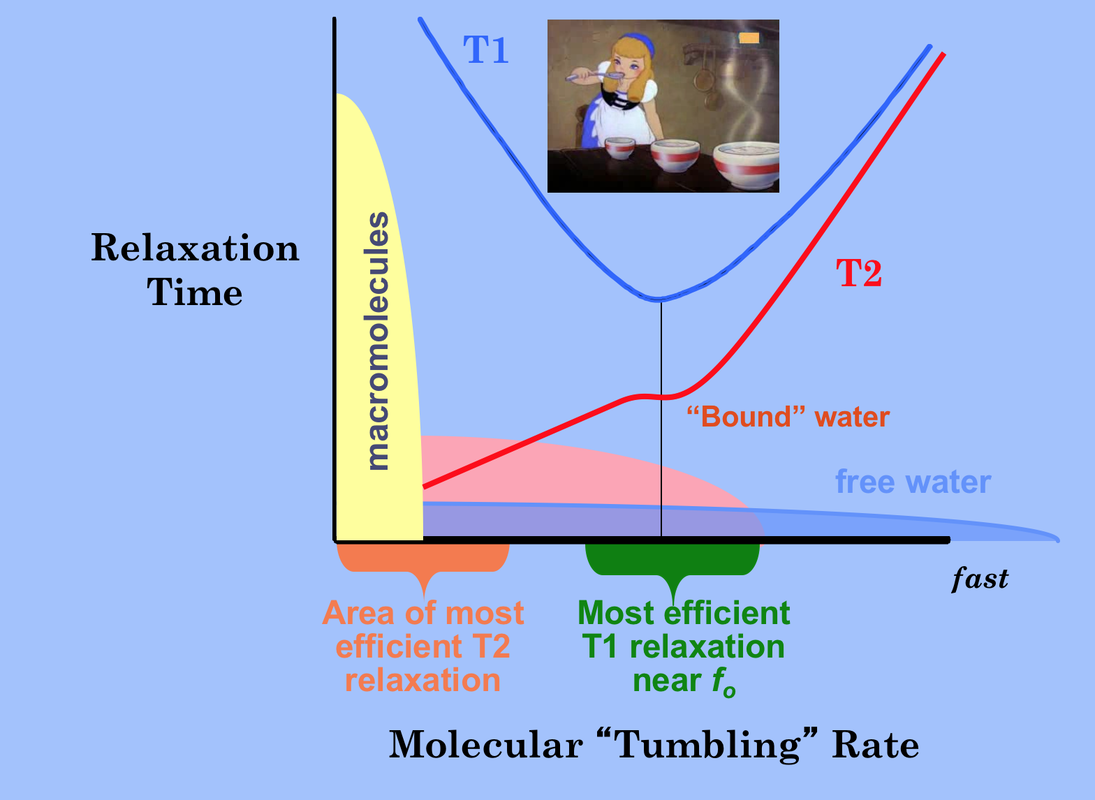 T1
Relaxation
Time
macromolecules
T2
“Bound” water
free water
fast
Area of most
efficient T2
relaxation
Most efficient
T1 relaxation
near fo
Molecular “Tumbling” Rate